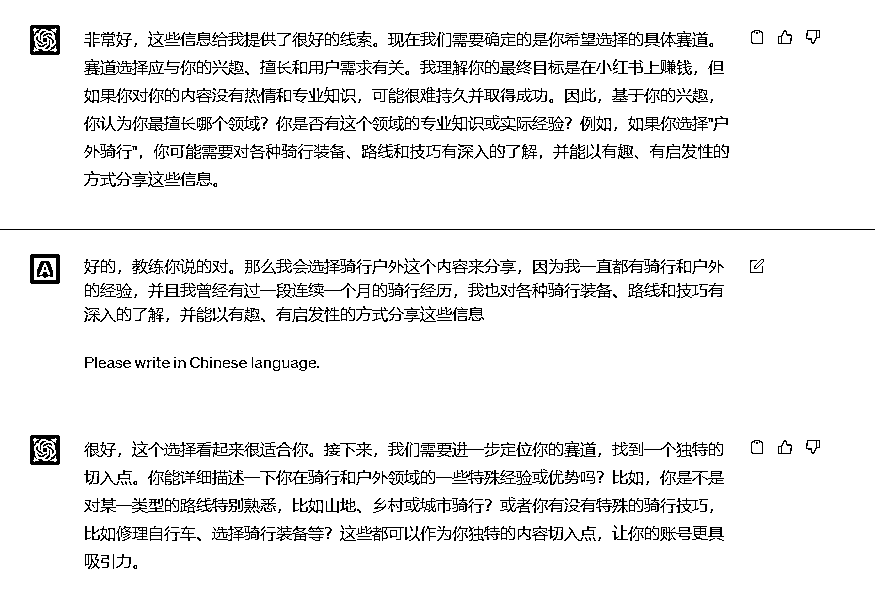 非常好，这些信息给我提供了很好的线索。现在我们需要确定的是你希望选择的具体赛道。
赛道选择应与你的兴趣、擅长和用户需求有关。我理解你的最终目标是在小红书上赚钱，但
如果你对你的内容没有热情和专业知识，可能很难持久并取得成功。因此，基于你的兴趣，
你认为你最擅长哪个领域？你是否有这个领域的专业知识或实际经验？例如，如果你选择"户
外骑行"，你可能需要对各种骑行装备、路线和技巧有深入的了解，并能以有趣、有启发性的
方式分享这些信息。
A
好的，教练你说的对。那么我会选择骑行户外这个内容来分享，因为我一直都有骑行和户外
的经验，并且我曾经有过一段连续一个月的骑行经历，我也对各种骑行装备、路线和技巧有
深入的了解，并能以有趣、有启发性的方式分享这些信息
Please write in Chinese language.
很好，这个选择看起来很适合你。接下来，我们需要进一步定位你的赛道，找到一个独特的
切入点。你能详细描述一下你在骑行和户外领域的一些特殊经验或优势吗？比如，你是不是
对某一类型的路线特别熟悉，比如山地、乡村或城市骑行？或者你有没有特殊的骑行技巧，
比如修理自行车、选择骑行装备等？这些都可以作为你独特的内容切入点，让你的账号更具
吸引力。